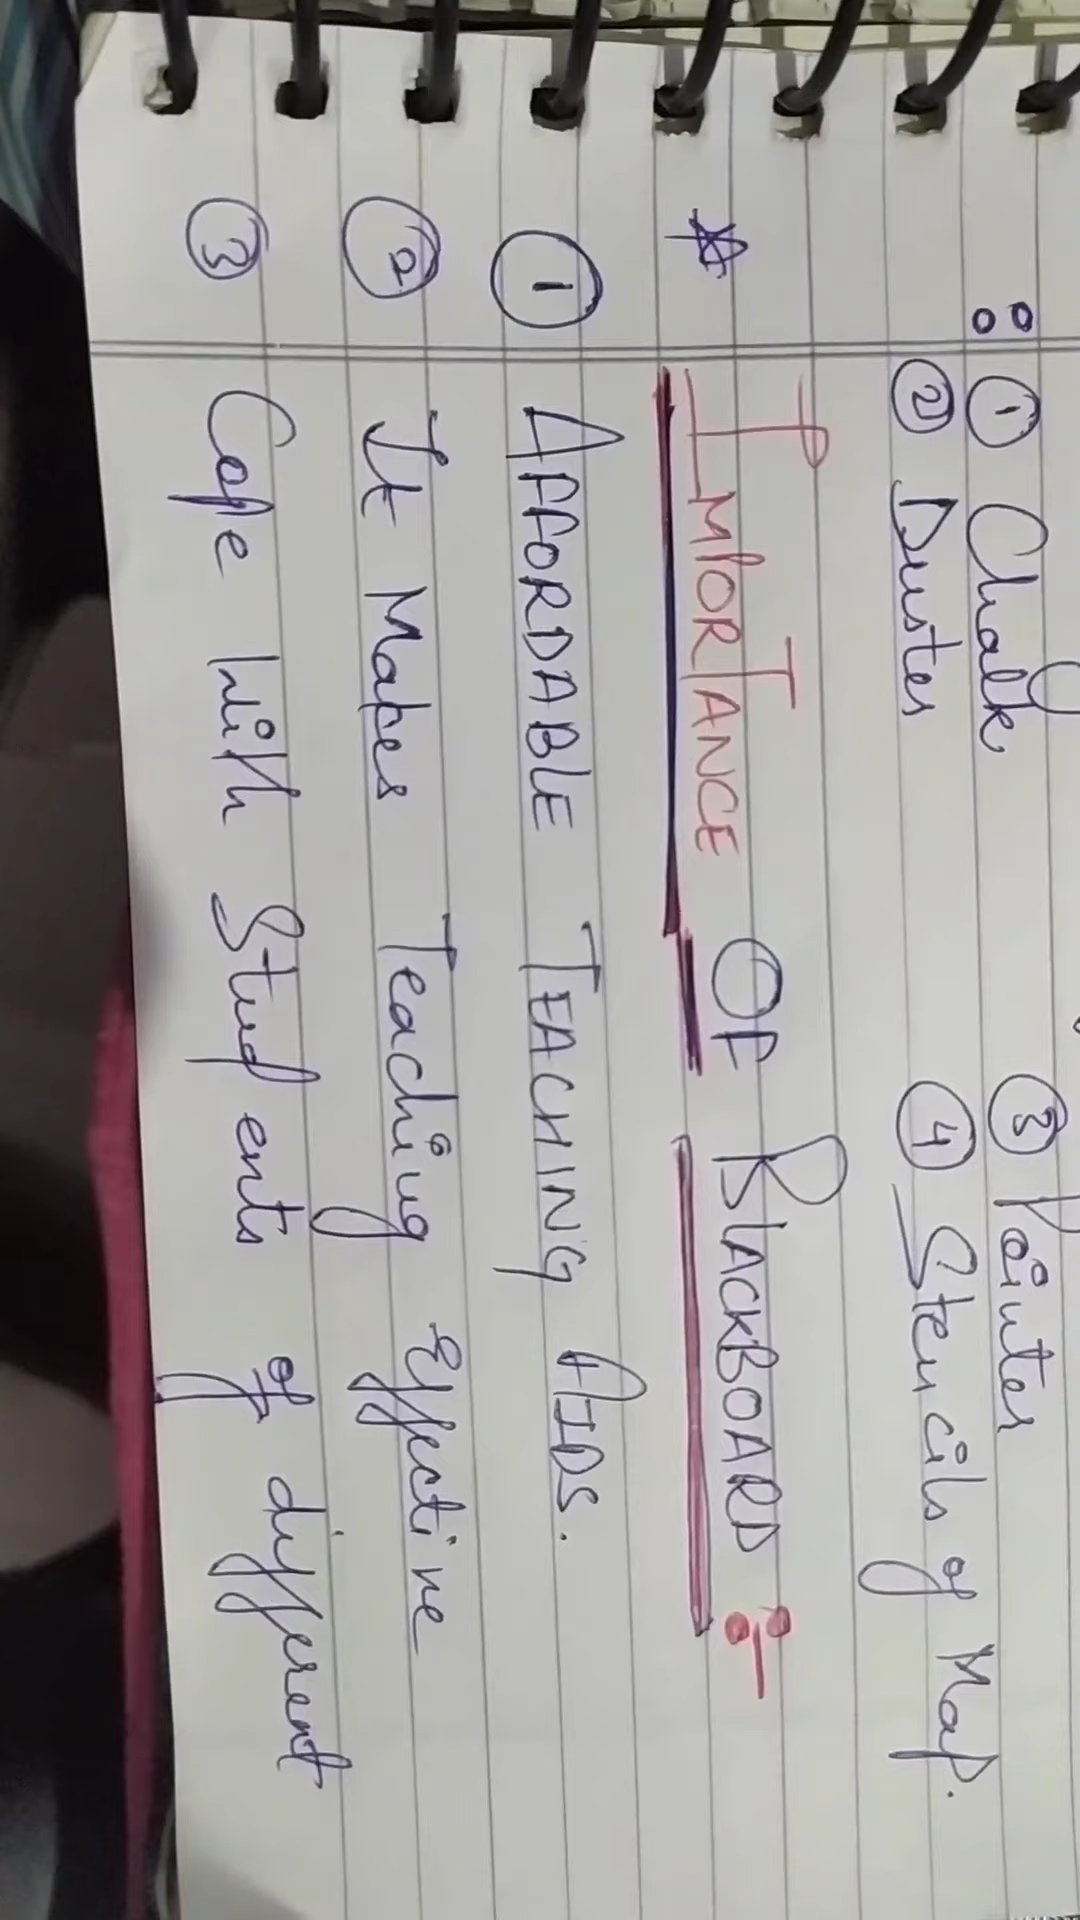 : ① Chalk ③ Pointer
② Duster ④ Stencils of Map.
☆ IMPORTANCE OF BLACKBOARD :-
① AFFORDABLE TEACHING AIDS.
② It Makes Teaching Effective
③ Cope With Students of different